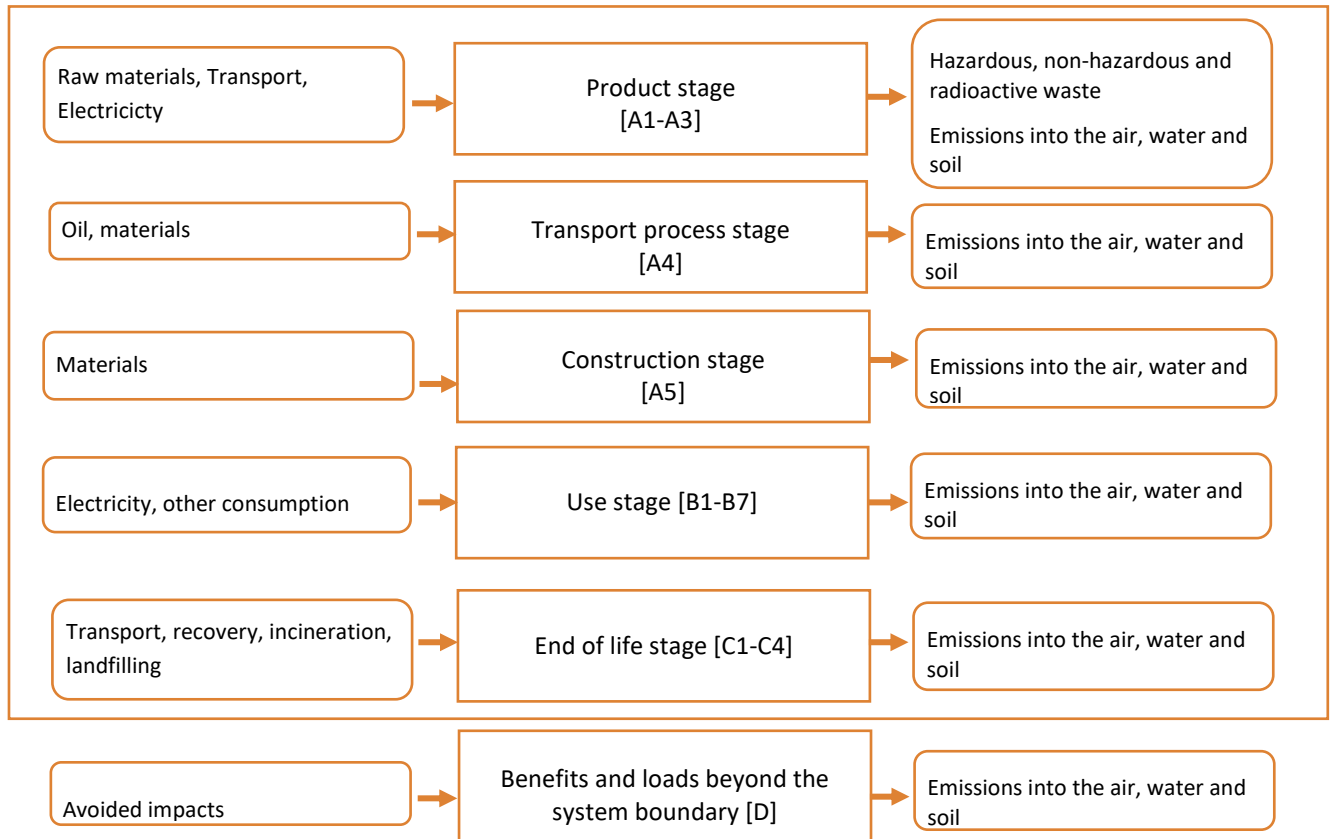 Raw materials, Transport,
Electricicty
Product stage
[A1-A3]
Hazardous, non-hazardous and
radioactive waste
Emissions into the air, water and
soil
Oil, materials
Transport process stage
[A4]
Emissions into the air, water and
soil
Materials
Construction stage
[A5]
Emissions into the air, water and
soil
Electricity, other consumption
Use stage [B1-B7]
Emissions into the air, water and
soil
Transport, recovery, incineration,
landfilling
End of life stage [C1-C4]
Emissions into the air, water and
soil
Avoided impacts
Benefits and loads beyond the
system boundary [D]
Emissions into the air, water and
soil